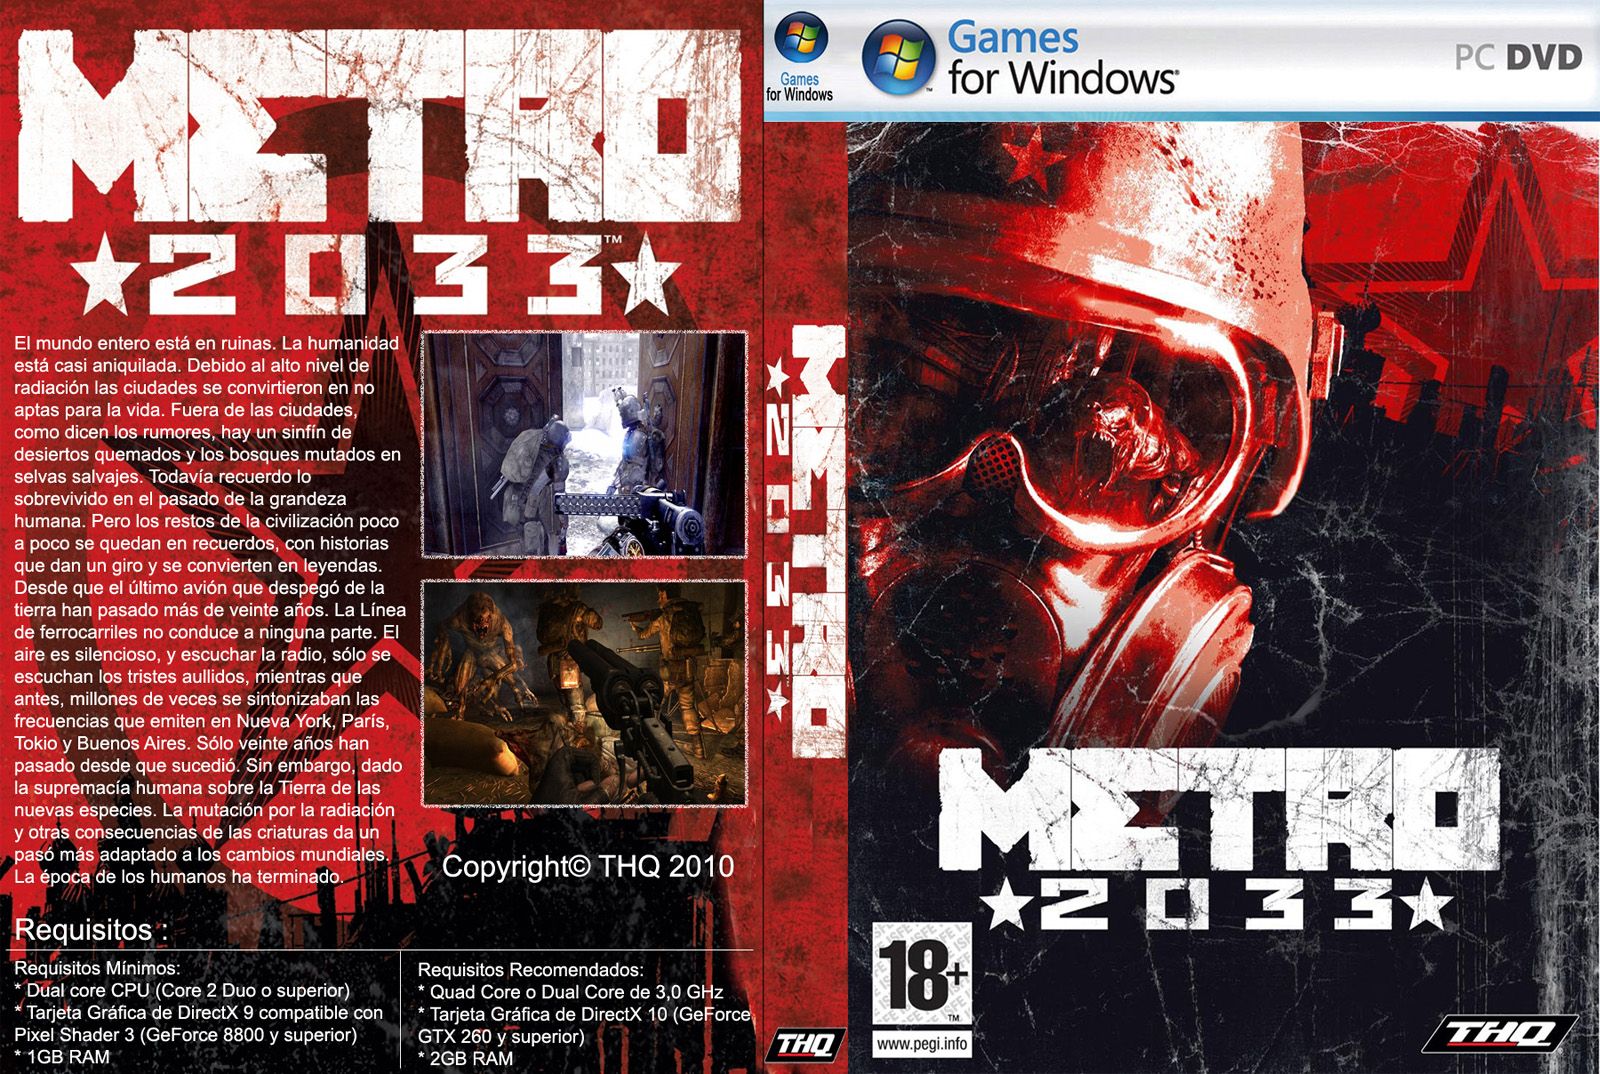 METRO
2033™
El mundo entero está en ruinas. La humanidad
está casi aniquilada. Debido al alto nivel de
radiación las ciudades se convirtieron en no
aptas para la vida. Fuera de las ciudades,
como dicen los rumores, hay un sinfín de
desiertos quemados y los bosques mutados en
selvas salvajes. Todavía recuerdo lo
sobrevivido en el pasado de la grandeza
humana. Pero los restos de la civilización poco
a poco se quedan en recuerdos, con historias
que dan un giro y se convierten en leyendas.
Desde que el último avión que despegó de la
tierra han pasado más de veinte años. La Línea
de ferrocarriles no conduce a ninguna parte. El
aire es silencioso, y escuchar la radio, sólo se
escuchan los tristes aullidos, mientras que
antes, millones de veces se sintonizaban las
frecuencias que emiten en Nueva York, París,
Tokio y Buenos Aires. Sólo veinte años han
pasado desde que sucedió. Sin embargo, dado
la supremacía humana sobre la Tierra de las
nuevas especies. La mutación por la radiación
y otras consecuencias de las criaturas da un
pasó más adaptado a los cambios mundiales.
La época de los humanos ha terminado.
Copyright© THQ 2010
Requisitos :
Requisitos Mínimos:
* Dual core CPU (Core 2 Duo o superior)
* Tarjeta Gráfica de DirectX 9 compatible con
Pixel Shader 3 (GeForce 8800 y superior)
* 1GB RAM
Requisitos Recomendados:
* Quad Core o Dual Core de 3,0 GHz
* Tarjeta Gráfica de DirectX 10 (GeForce
GTX 260 y superior)
* 2GB RAM
Games
for Windows
METRO
2033
THQ
Games
for Windows®
PC DVD
METRO
2033
18+
™
www.pegi.info
THQ®